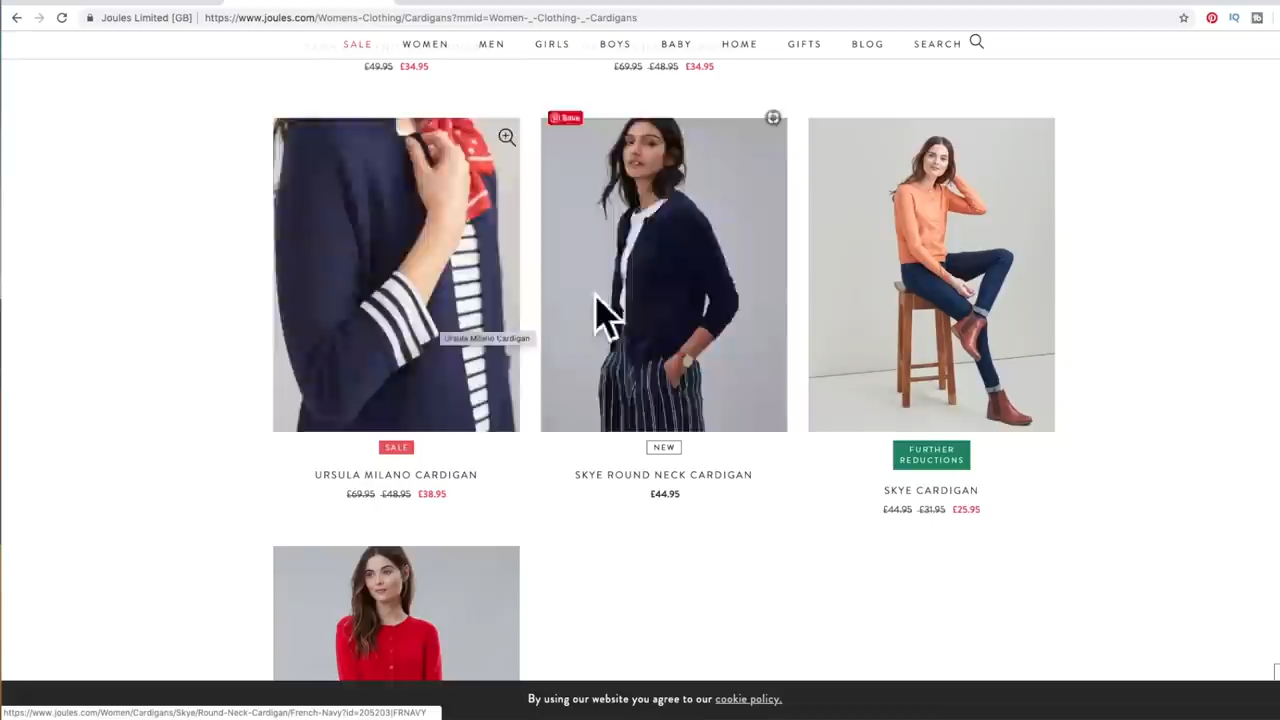 Joules Limited [GB]
https://www.joules.com/Womens-Clothing/Cardigans?mmid=Women-_-Clothing-_-Cardigans
SALE WOMEN MEN GIRLS BOYS BABY HOME GIFTS BLOG SEARCH
£49.95 £34.95
£69.95 £48.95 £34.95
Save
Ursula Milano Cardigan
SALE
URSULA MILANO CARDIGAN
£69.95 £48.95 £38.95
NEW
SKYE ROUND NECK CARDIGAN
£44.95
FURTHER
REDUCTIONS
SKYE CARDIGAN
£44.95 £31.95 £25.95
By using our website you agree to our cookie policy.
https://www.joules.com/Women/Cardigans/Skye/Round-Neck-Cardigan/French-Navy?id=205203|FRNAVY